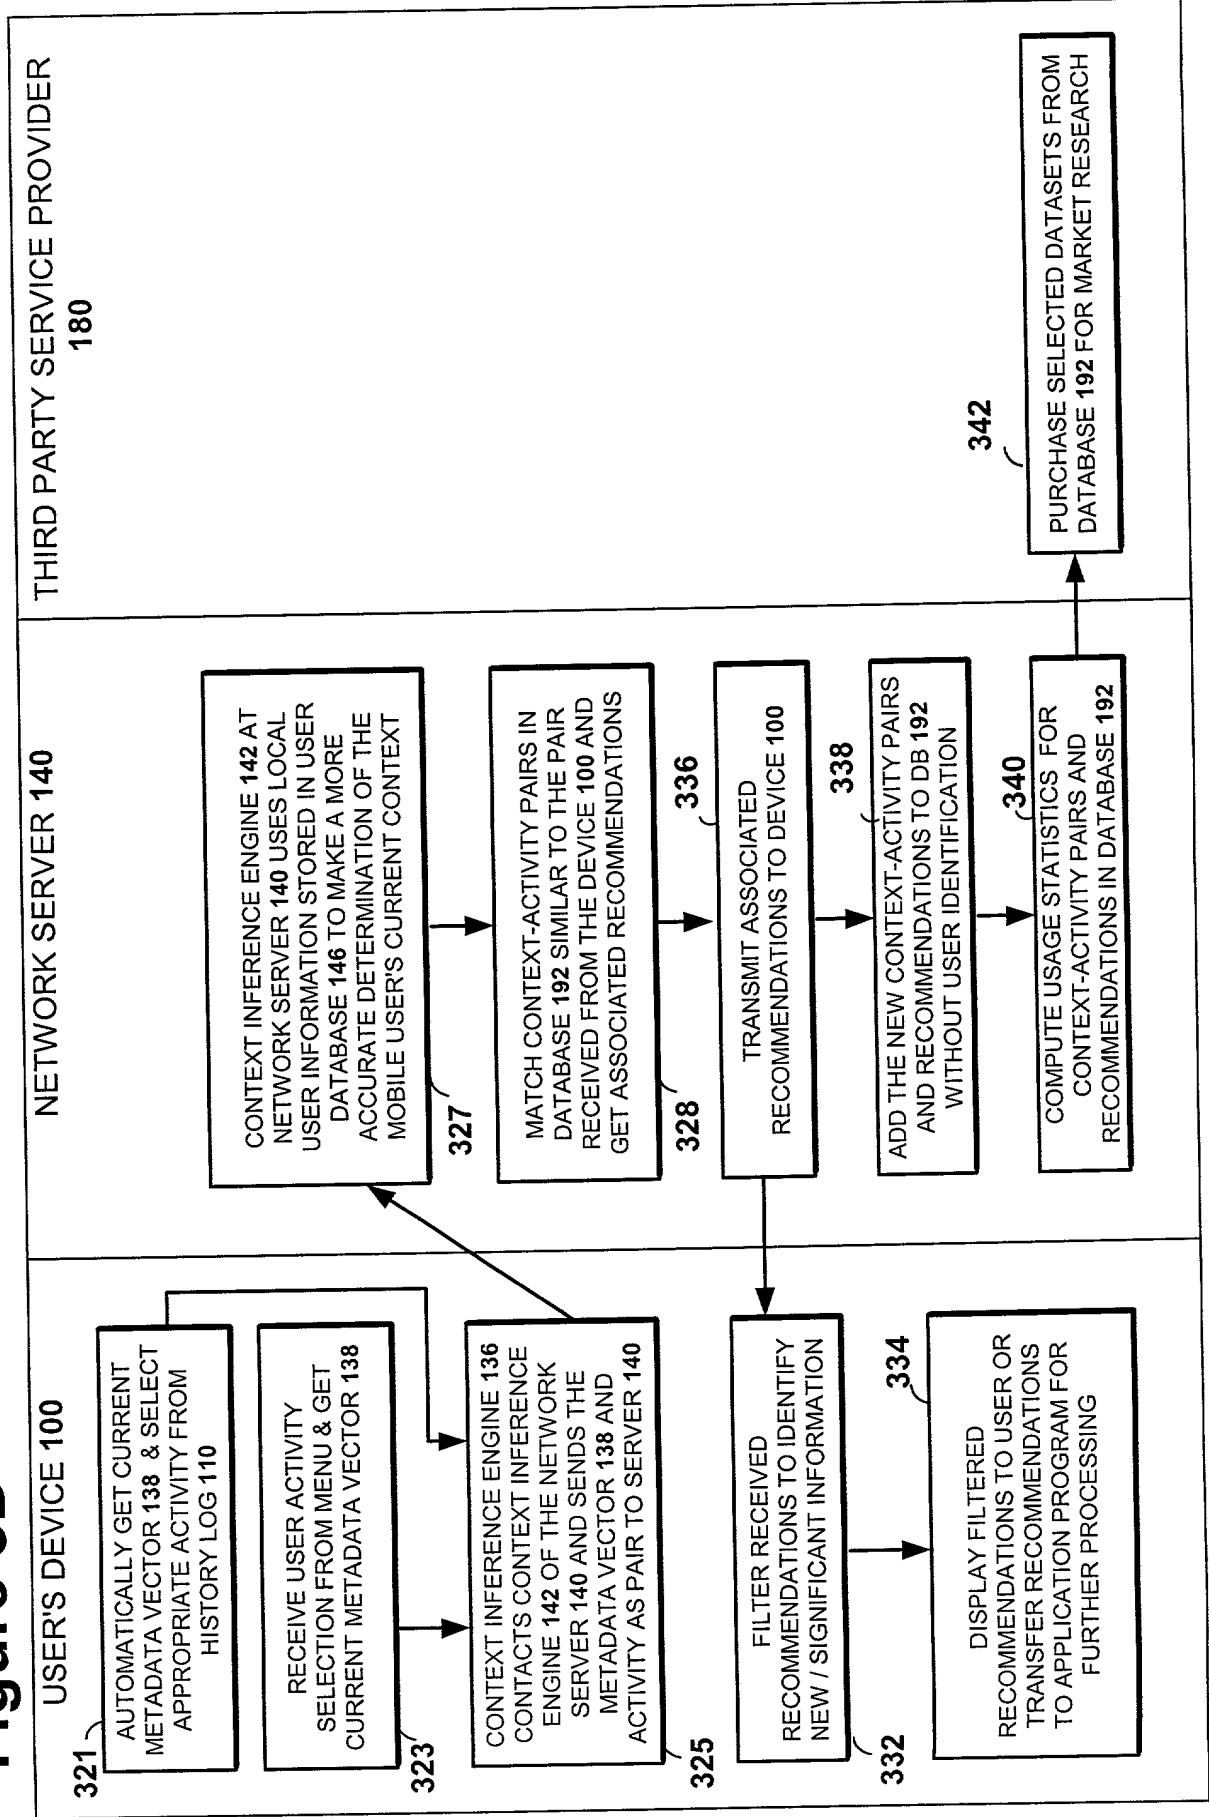 USER'S DEVICE 100
321
AUTOMATICALLY GET CURRENT
METADATA VECTOR 138 & SELECT
APPROPRIATE ACTIVITY FROM
HISTORY LOG 110
RECEIVE USER ACTIVITY
SELECTION FROM MENU & GET
CURRENT METADATA VECTOR 138
323
CONTEXT INFERENCE ENGINE 136
CONTACTS CONTEXT INFERENCE
ENGINE 142 OF THE NETWORK
SERVER 140 AND SENDS THE
METADATA VECTOR 138 AND
ACTIVITY AS PAIR TO SERVER 140
325
FILTER RECEIVED
RECOMMENDATIONS TO IDENTIFY
NEW / SIGNIFICANT INFORMATION
332
334
DISPLAY FILTERED
RECOMMENDATIONS TO USER OR
TRANSFER RECOMMENDATIONS
TO APPLICATION PROGRAM FOR
FURTHER PROCESSING
NETWORK SERVER 140
CONTEXT INFERENCE ENGINE 142 AT
NETWORK SERVER 140 USES LOCAL
USER INFORMATION STORED IN USER
DATABASE 146 TO MAKE A MORE
ACCURATE DETERMINATION OF THE
MOBILE USER'S CURRENT CONTEXT
327
MATCH CONTEXT-ACTIVITY PAIRS IN
DATABASE 192 SIMILAR TO THE PAIR
RECEIVED FROM THE DEVICE 100 AND
GET ASSOCIATED RECOMMENDATIONS
328
336
TRANSMIT ASSOCIATED
RECOMMENDATIONS TO DEVICE 100
338
ADD THE NEW CONTEXT-ACTIVITY PAIRS
AND RECOMMENDATIONS TO DB 192
WITHOUT USER IDENTIFICATION
340
COMPUTE USAGE STATISTICS FOR
CONTEXT-ACTIVITY PAIRS AND
RECOMMENDATIONS IN DATABASE 192
THIRD PARTY SERVICE PROVIDER
180
342
PURCHASE SELECTED DATASETS FROM
DATABASE 192 FOR MARKET RESEARCH